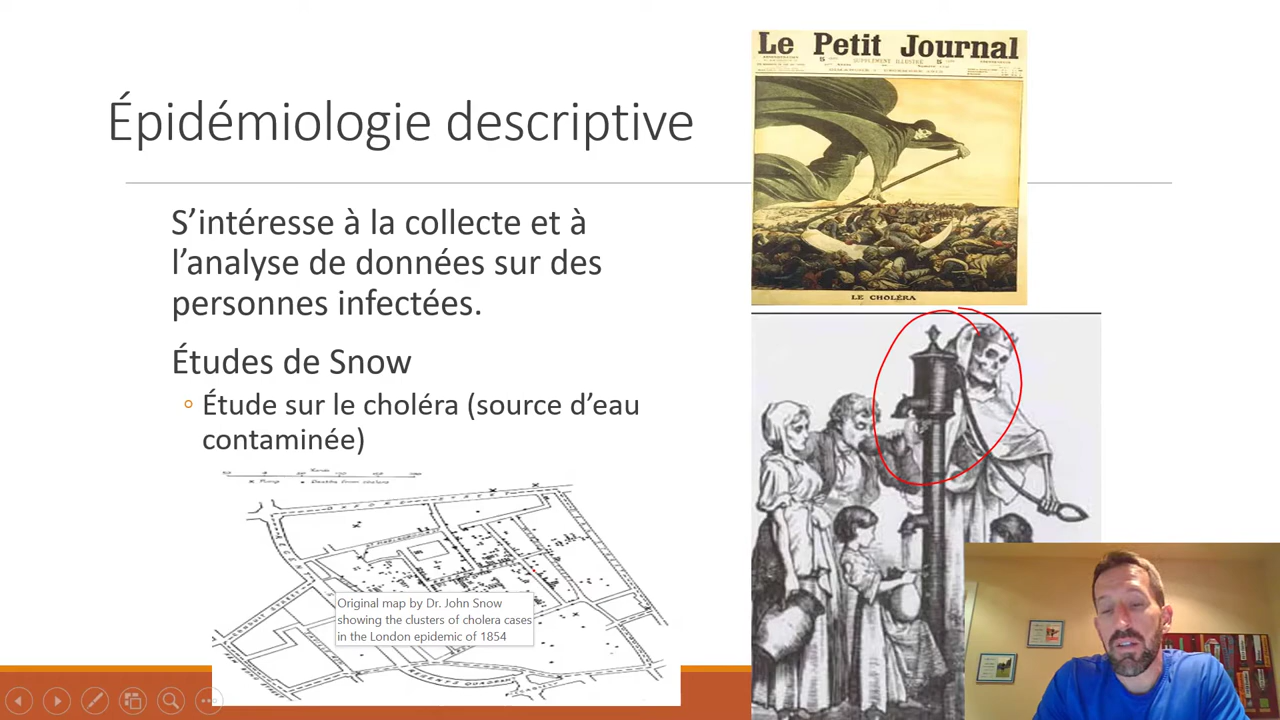 Épidémiologie descriptive
S’intéresse à la collecte et à
l’analyse de données sur des
personnes infectées.
Études de Snow
◦ Étude sur le choléra (source d’eau
contaminée)
Original map by Dr. John Snow
showing the clusters of cholera cases
in the London epidemic of 1854
Le Petit Journal
SUPPLÉMENT ILLUSTRÉ
LE CHOLÉRA